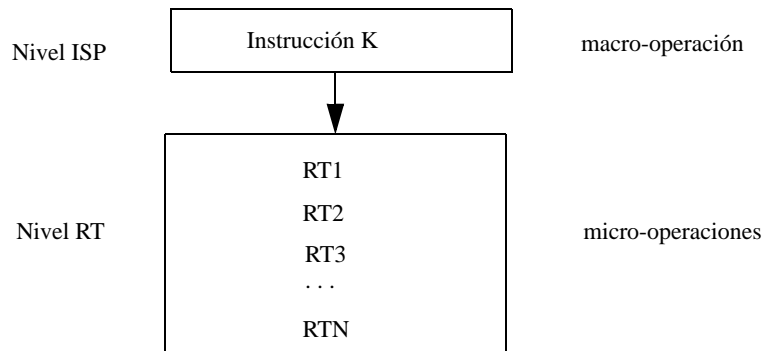 Nivel ISP
Instrucción K
macro-operación
RT1
RT2
Nivel RT
micro-operaciones
RT3
. . .
RTN